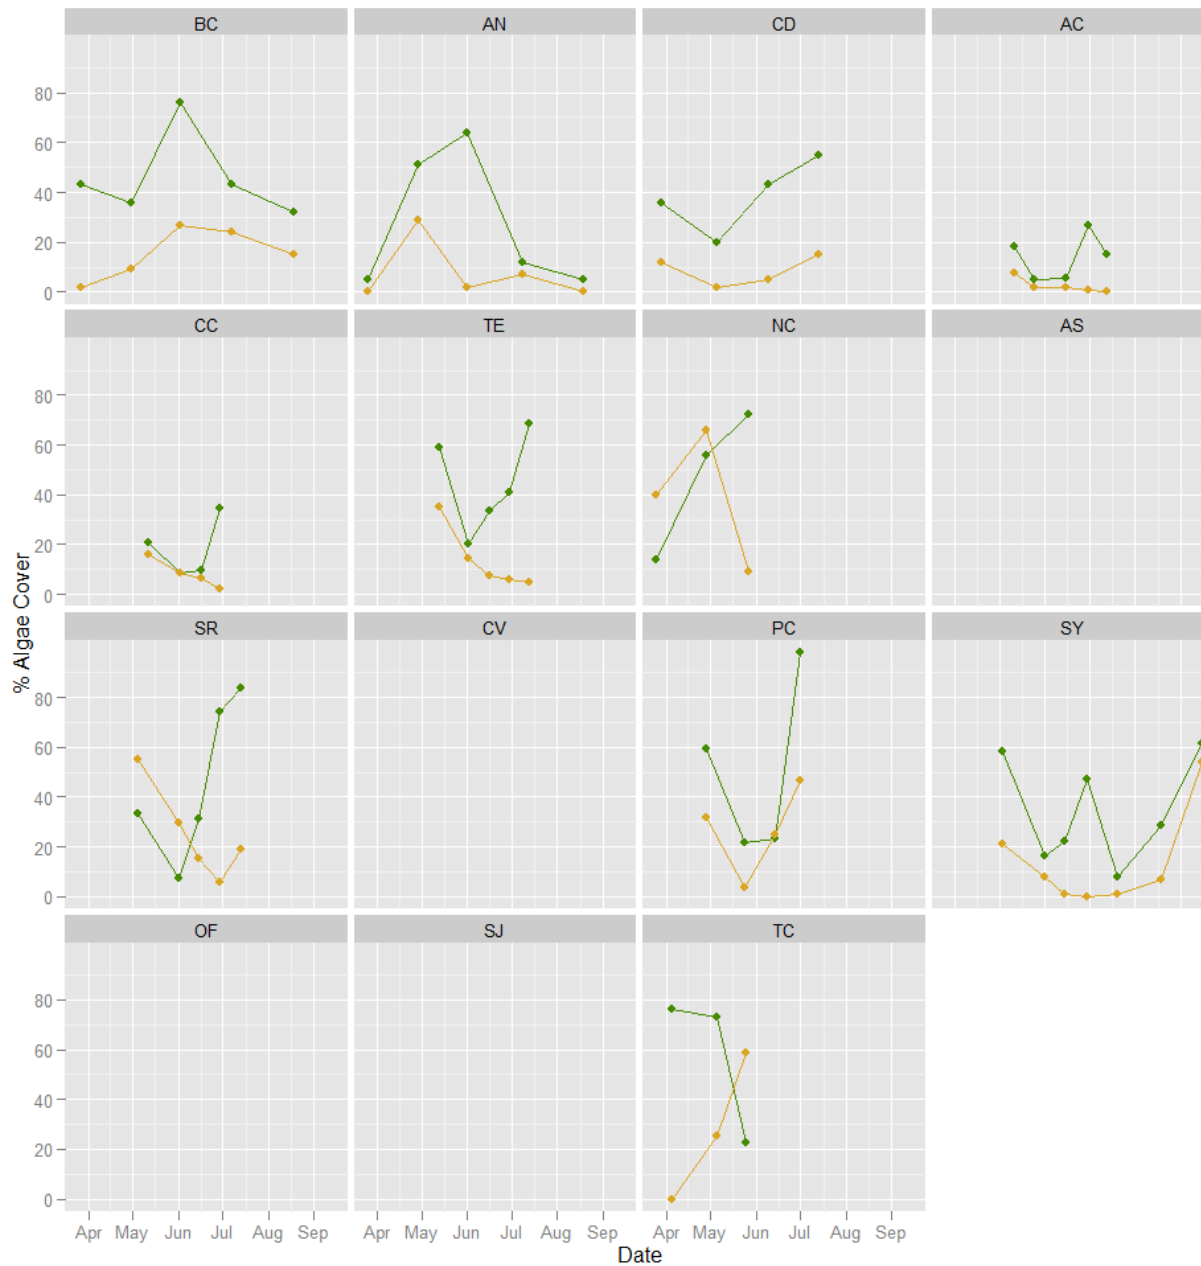 BC AN CD AC
80
60
40
20
0
CC TE NC AS
80
60
40
20
0
SR CV PC SY
80
60
40
20
0
OF SJ TC
80
60
40
20
0
Apr May Jun Jul Aug Sep Apr May Jun Jul Aug Sep Apr May Jun Jul Aug Sep
Date
% Algae Cover